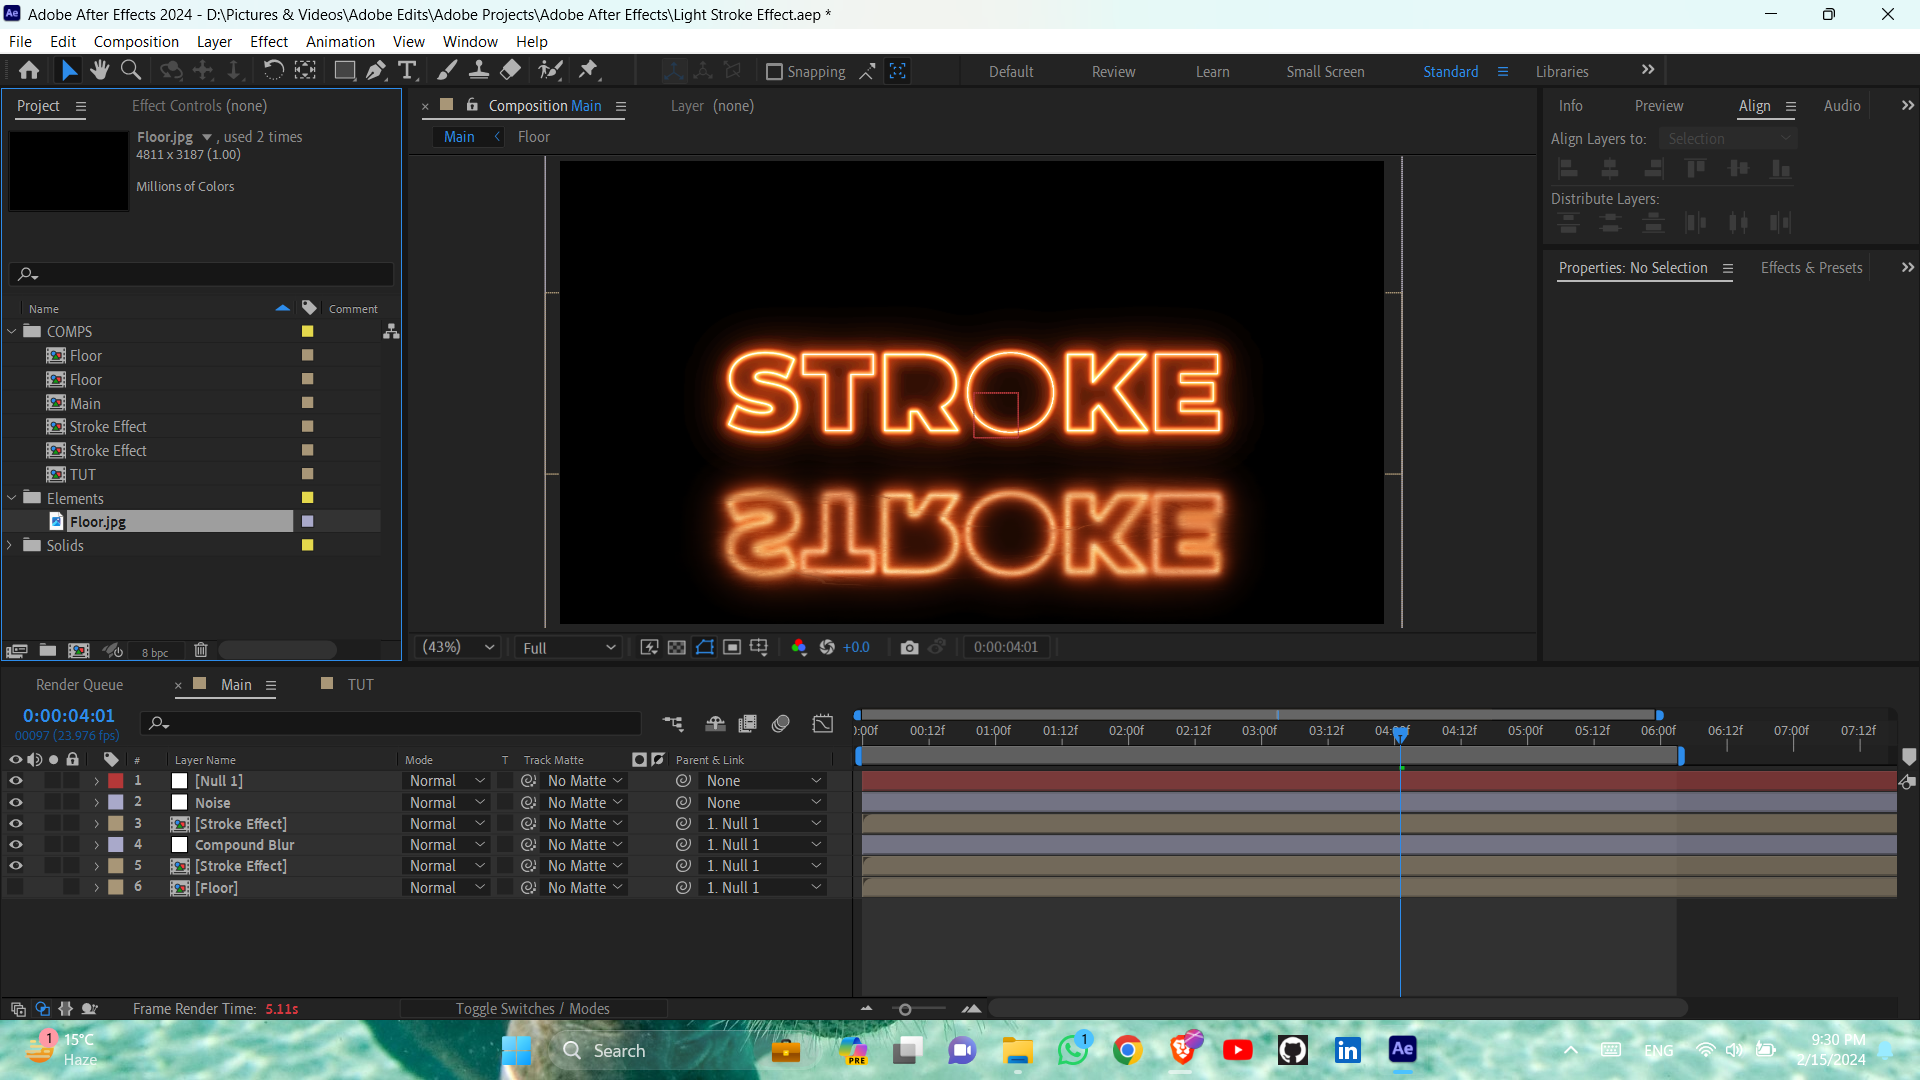 Adobe After Effects 2024 - D:\Pictures & Videos\Adobe Edits\Adobe Projects\Adobe After Effects\Light Stroke Effect.aep *
File Edit Composition Layer Effect Animation View Window Help
Snapping Default Review Learn Small Screen Standard Libraries
Project Effect Controls (none)
Composition Main Layer (none)
Info Preview Align Audio
Floor.jpg , used 2 times
4811 x 3187 (1.00)
Millions of Colors
Main Floor
Align Layers to: Selection
Distribute Layers:
Properties: No Selection Effects & Presets
Name Comment
COMPS
Floor
Floor
Main
Stroke Effect
Stroke Effect
TUT
Elements
Floor.jpg
Solids
8 bpc
STROKE
STROKE
(43%) Full +0.0 0:00:04:01
Render Queue Main TUT
0:00:04:01
00097 (23.976 fps)
0:00f 00:12f 01:00f 01:12f 02:00f 02:12f 03:00f 03:12f 04:00f 04:12f 05:00f 05:12f 06:00f 06:12f 07:00f 07:12f
# Layer Name Mode T Track Matte Parent & Link
1 [Null 1] Normal No Matte None
2 Noise Normal No Matte None
3 [Stroke Effect] Normal No Matte 1. Null 1
4 Compound Blur Normal No Matte 1. Null 1
5 [Stroke Effect] Normal No Matte 1. Null 1
6 [Floor] Normal No Matte 1. Null 1
Frame Render Time: 5.11s Toggle Switches / Modes
1 15°C
Haze
Search
PRE
1
Ae
ENG
9:30 PM
2/15/2024